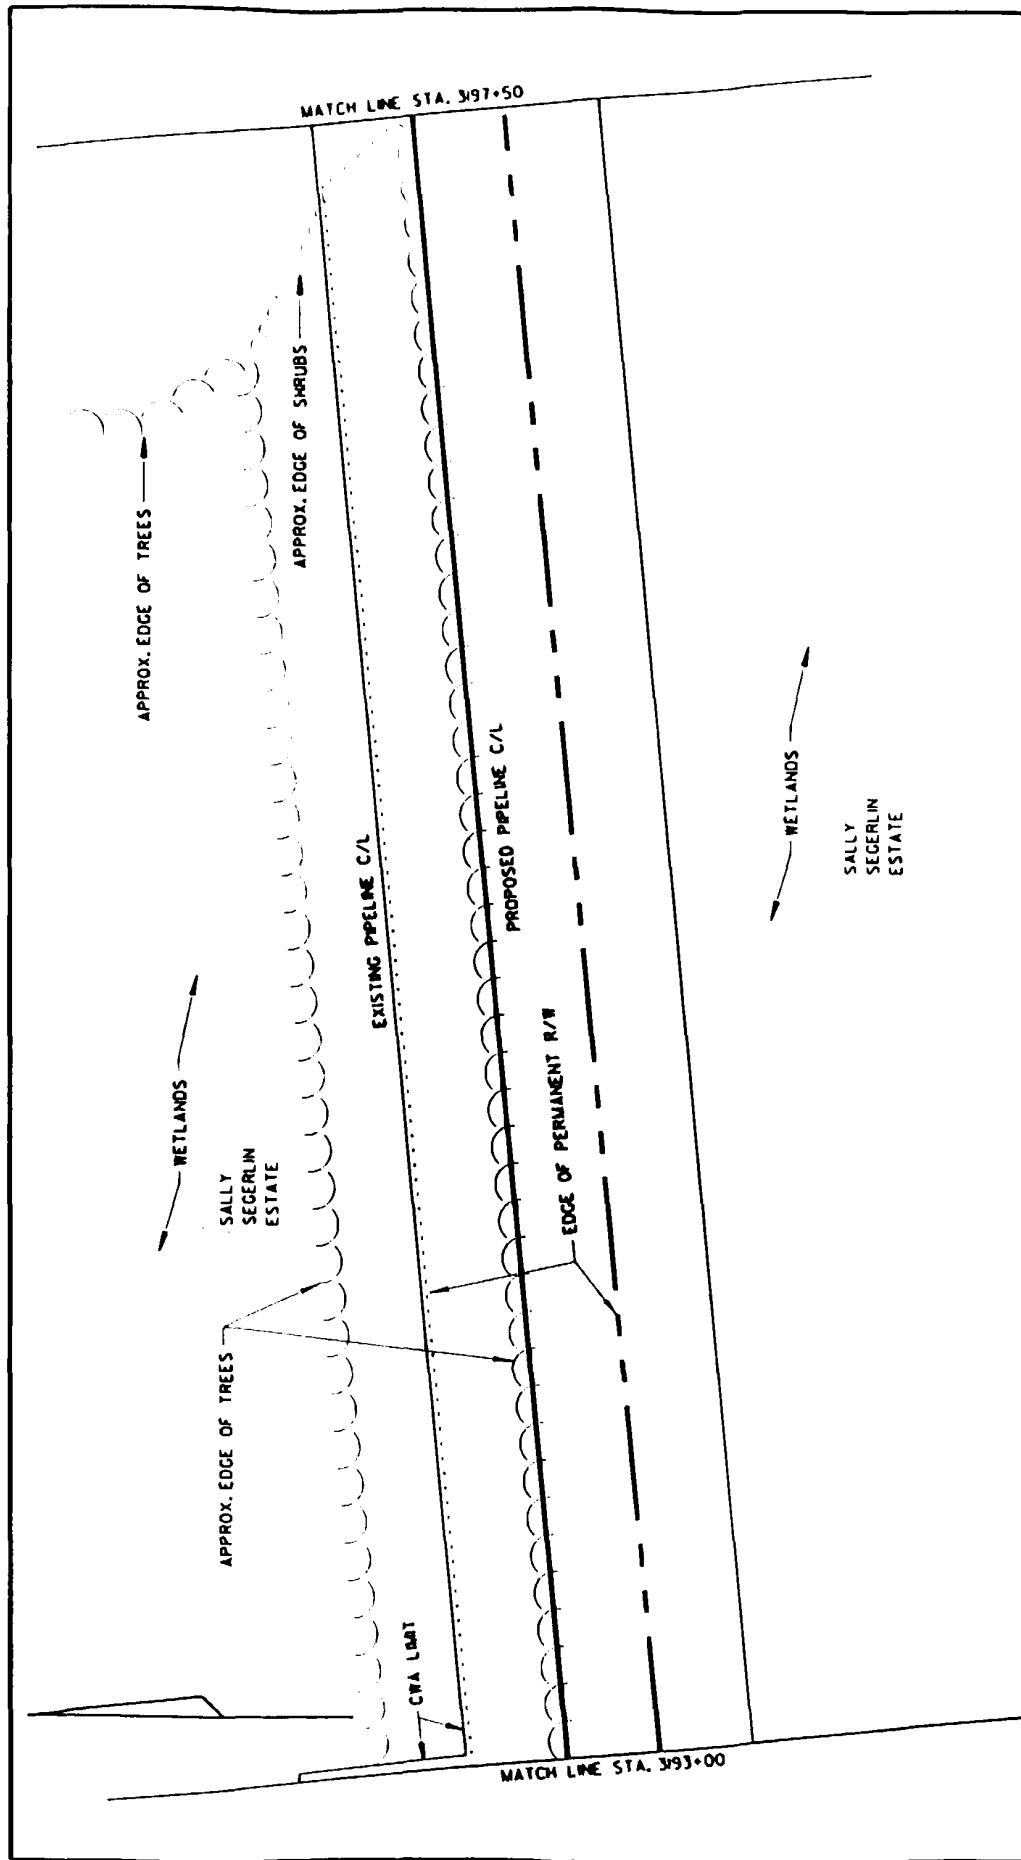 MATCH LINE STA. 3197+50
APPROX. EDGE OF TREES
APPROX. EDGE OF SHRUBS
EXISTING PIPELINE C/L
PROPOSED PIPELINE C/L
WETLANDS
SALLY
SEGERLIN
ESTATE
WETLANDS
SALLY
SEGERLIN
ESTATE
EDGE OF PERMANENT R/W
APPROX. EDGE OF TREES
CWA LIMIT
MATCH LINE STA. 3193+00